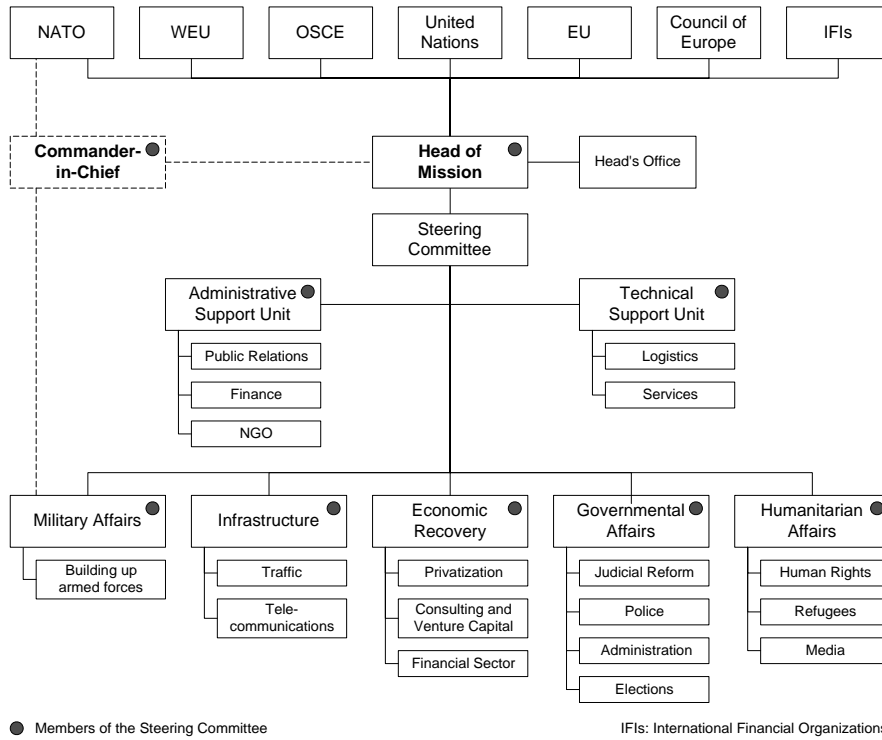 NATO
WEU
OSCE
United
Nations
EU
Council of
Europe
IFIs
Commander-
in-Chief
Head of
Mission
Head's Office
Steering
Committee
Administrative
Support Unit
Technical
Support Unit
Public Relations
Logistics
Finance
Services
NGO
Military Affairs
Infrastructure
Economic
Recovery
Governmental
Affairs
Humanitarian
Affairs
Building up
armed forces
Traffic
Tele-
communications
Privatization
Consulting and
Venture Capital
Financial Sector
Judicial Reform
Police
Administration
Elections
Human Rights
Refugees
Media
Members of the Steering Committee
IFIs: International Financial Organizations